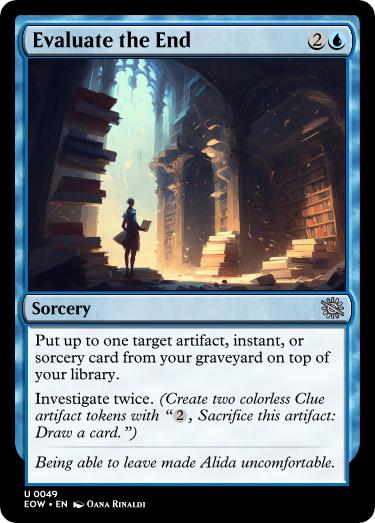 Evaluate the End 2
Sorcery
Put up to one target artifact, instant, or
sorcery card from your graveyard on top of
your library.
Investigate twice. (Create two colorless Clue
artifact tokens with “2, Sacrifice this artifact:
Draw a card.”)
Being able to leave made Alida uncomfortable.
U 0049
EOW • EN Oana Rinaldi